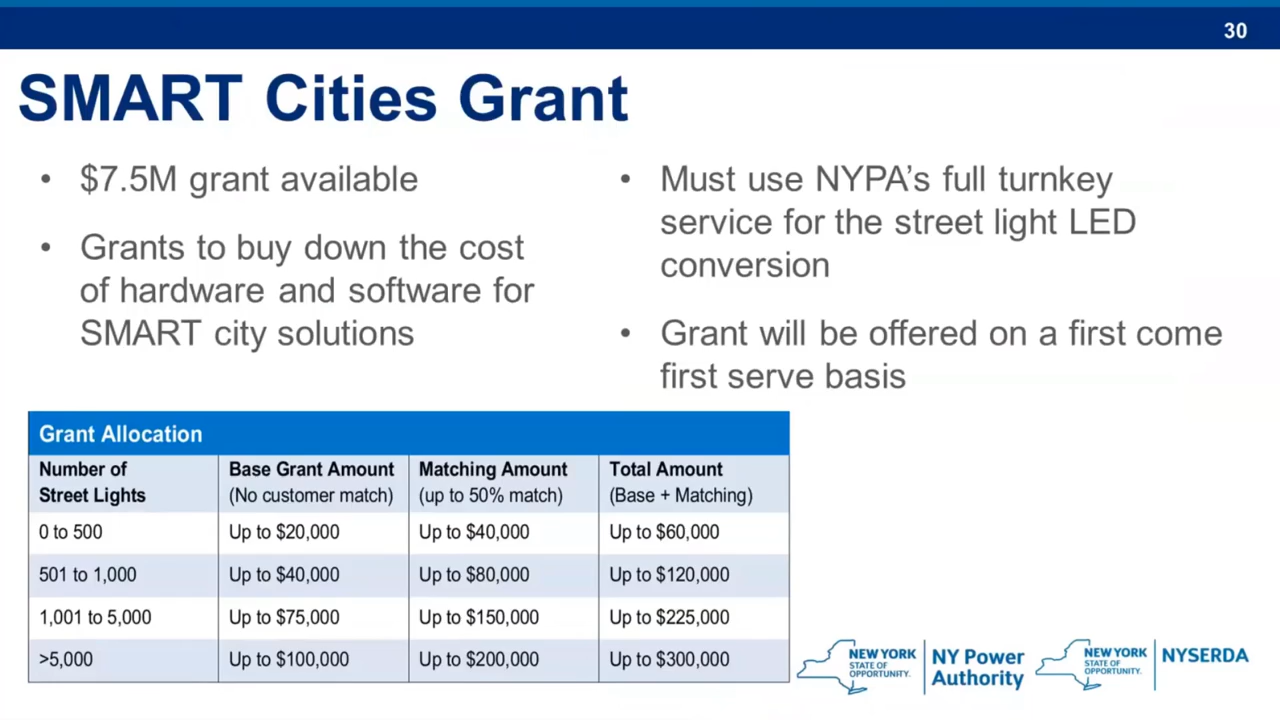 30
SMART Cities Grant
• $7.5M grant available
• Grants to buy down the cost
of hardware and software for
SMART city solutions
• Must use NYPA’s full turnkey
service for the street light LED
conversion
• Grant will be offered on a first come
first serve basis
Grant Allocation
Number of Street Lights Base Grant Amount (No customer match) Matching Amount (up to 50% match) Total Amount (Base + Matching)
0 to 500 Up to $20,000 Up to $40,000 Up to $60,000
501 to 1,000 Up to $40,000 Up to $80,000 Up to $120,000
1,001 to 5,000 Up to $75,000 Up to $150,000 Up to $225,000
>5,000 Up to $100,000 Up to $200,000 Up to $300,000
NEW YORK
STATE OF
OPPORTUNITY.
NY Power
Authority
NEW YORK
STATE OF
OPPORTUNITY.
NYSERDA